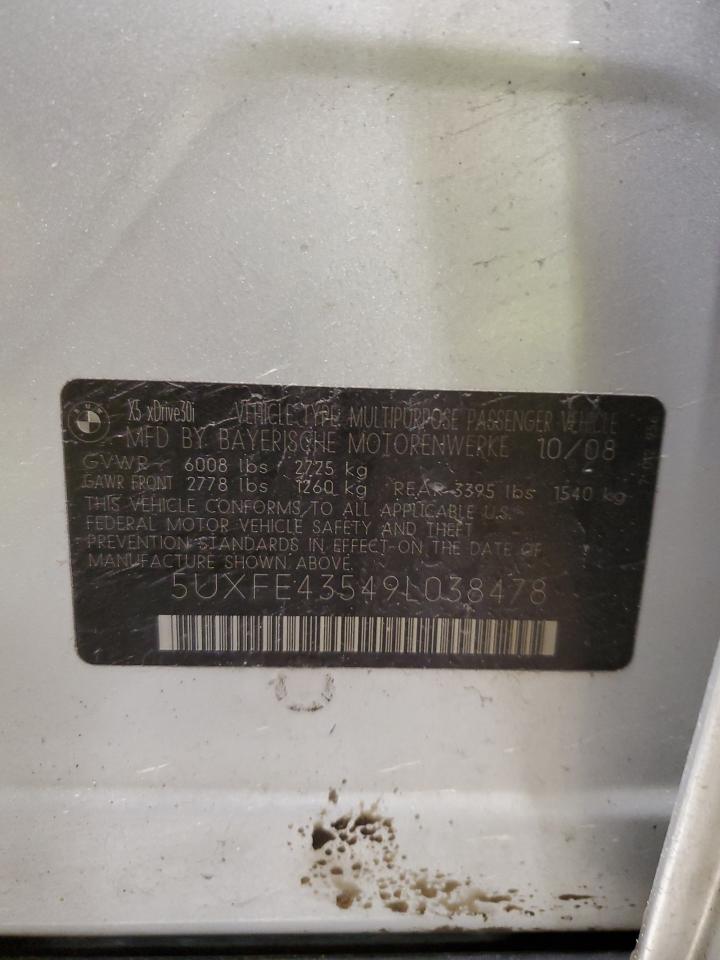 BMW X5 xDrive30i VEHICLE TYPE MULTIPURPOSE PASSENGER VEHICLE
MFD BY BAYERISCHE MOTORENWERKE 10/08
GVWR 6008 lbs 2725 kg
GAWR FRONT 2778 lbs 1260 kg REAR 3395 lbs 1540 kg
THIS VEHICLE CONFORMS TO ALL APPLICABLE U.S.
FEDERAL MOTOR VEHICLE SAFETY AND THEFT
PREVENTION STANDARDS IN EFFECT ON THE DATE OF
MANUFACTURE SHOWN ABOVE.
5UXFE43549L038478